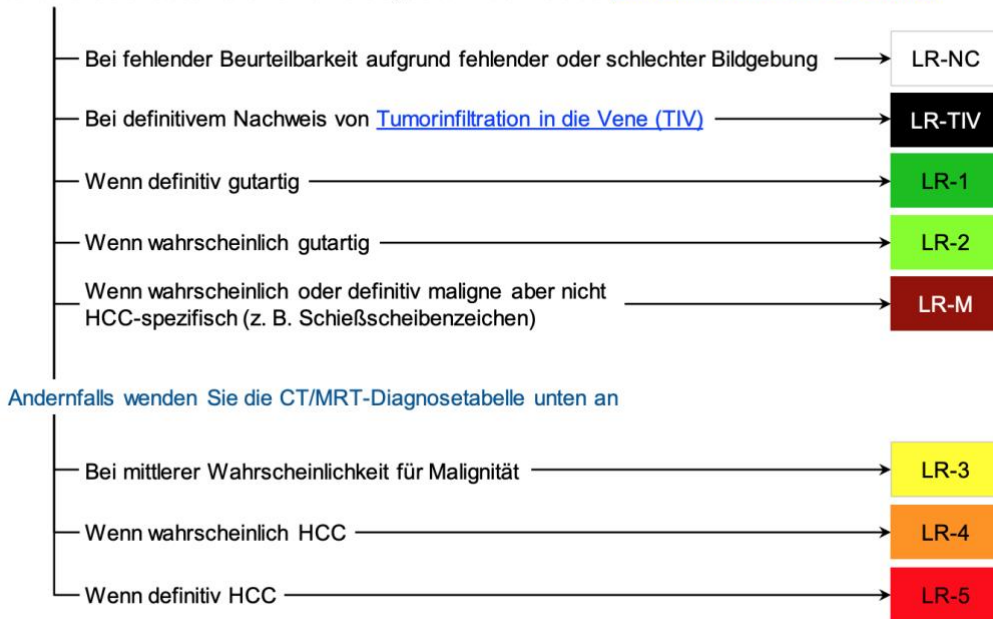 Bei fehlender Beurteilbarkeit aufgrund fehlender oder schlechter Bildgebung
LR-NC
Bei definitivem Nachweis von Tumorinfiltration in die Vene (TIV)
LR-TIV
Wenn definitiv gutartig
LR-1
Wenn wahrscheinlich gutartig
LR-2
Wenn wahrscheinlich oder definitiv maligne aber nicht
HCC-spezifisch (z. B. Schießscheibenzeichen)
LR-M
Andernfalls wenden Sie die CT/MRT-Diagnosetabelle unten an
Bei mittlerer Wahrscheinlichkeit für Malignität
LR-3
Wenn wahrscheinlich HCC
LR-4
Wenn definitiv HCC
LR-5